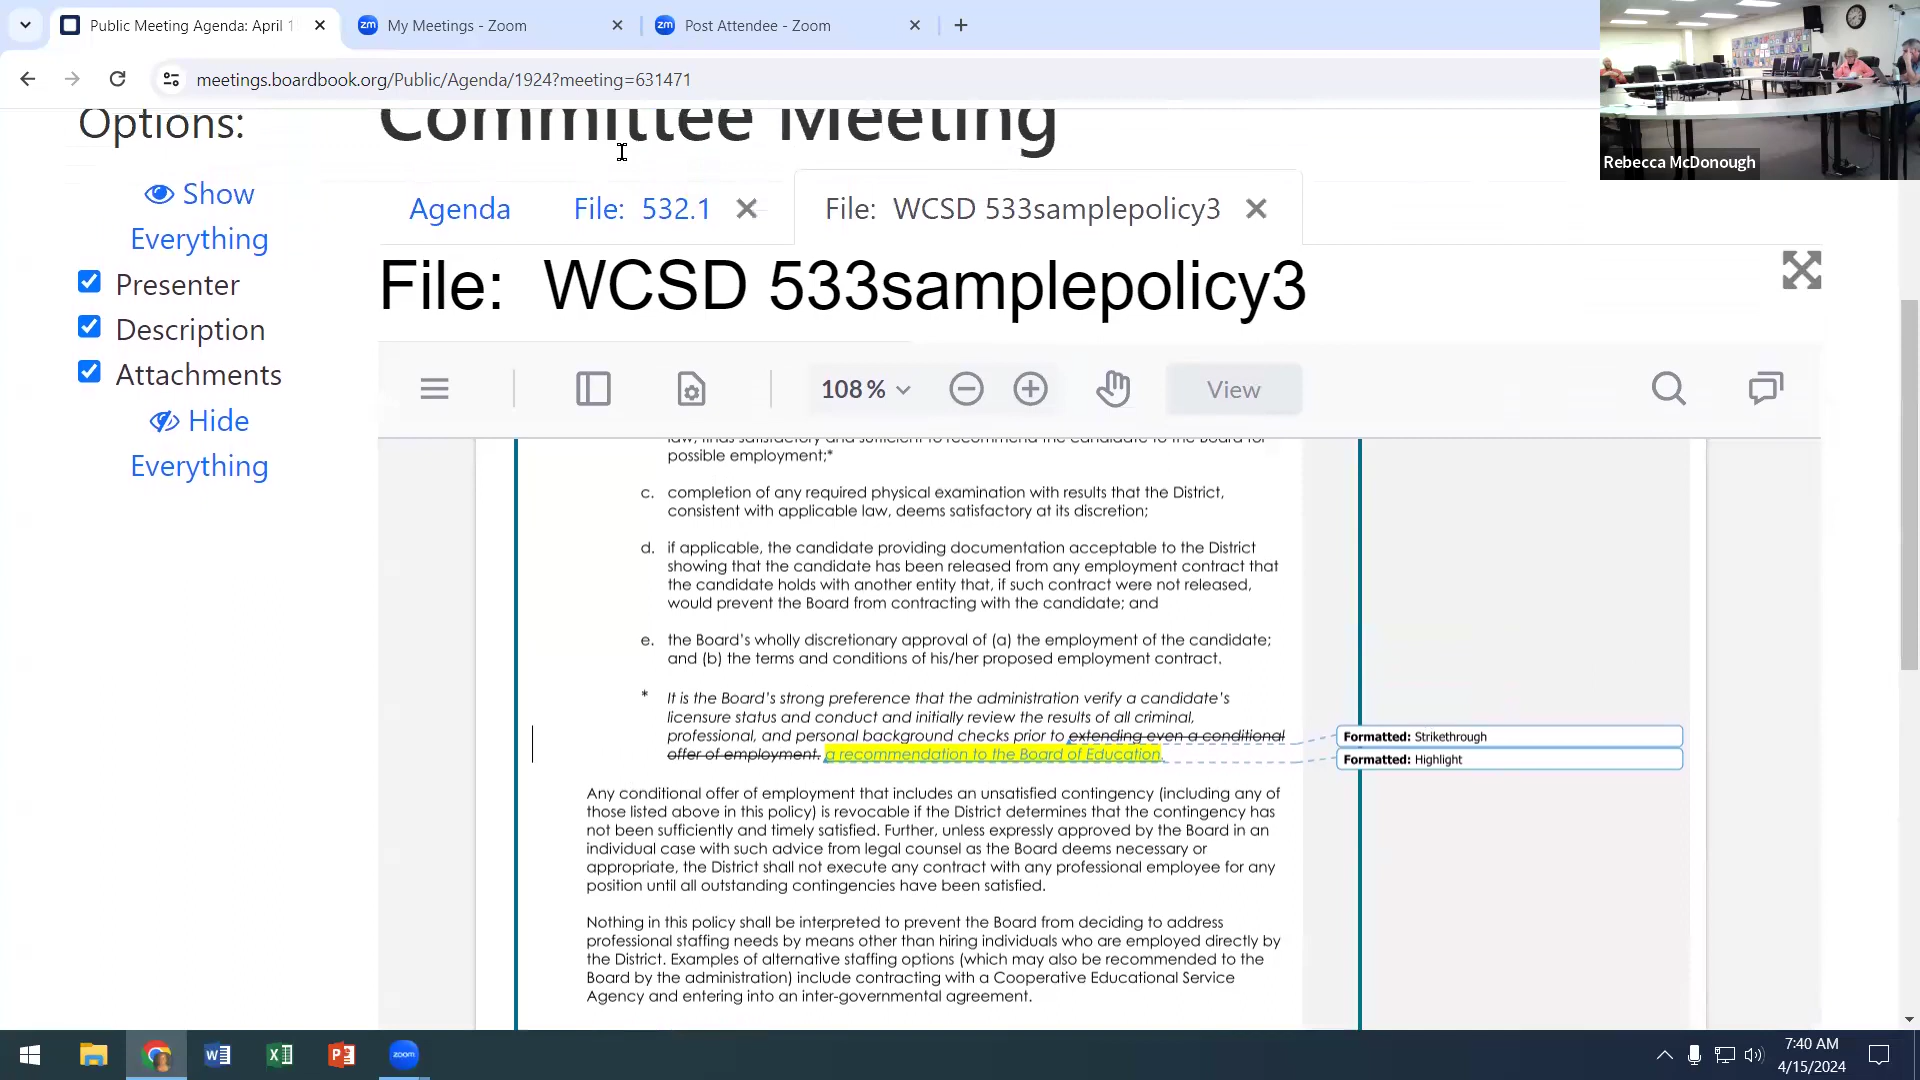 Public Meeting Agenda: April 1
My Meetings - Zoom
Post Attendee - Zoom
meetings.boardbook.org/Public/Agenda/1924?meeting=631471
Rebecca McDonough
Options:
Committee Meeting
Show
Everything
Presenter
Description
Attachments
Hide
Everything
Agenda
File: 532.1
File: WCSD 533samplepolicy3
File: WCSD 533samplepolicy3
108%
View
law, finds satisfactory and sufficient to recommend the candidate to the Board for
possible employment;*
c. completion of any required physical examination with results that the District,
consistent with applicable law, deems satisfactory at its discretion;
d. if applicable, the candidate providing documentation acceptable to the District
showing that the candidate has been released from any employment contract that
the candidate holds with another entity that, if such contract were not released,
would prevent the Board from contracting with the candidate; and
e. the Board's wholly discretionary approval of (a) the employment of the candidate;
and (b) the terms and conditions of his/her proposed employment contract.
* It is the Board's strong preference that the administration verify a candidate's
licensure status and conduct and initially review the results of all criminal,
professional, and personal background checks prior to extending even a conditional
offer of employment. a recommendation to the Board of Education.
Formatted: Strikethrough
Formatted: Highlight
Any conditional offer of employment that includes an unsatisfied contingency (including any of
those listed above in this policy) is revocable if the District determines that the contingency has
not been sufficiently and timely satisfied. Further, unless expressly approved by the Board in an
individual case with such advice from legal counsel as the Board deems necessary or
appropriate, the District shall not execute any contract with any professional employee for any
position until all outstanding contingencies have been satisfied.
Nothing in this policy shall be interpreted to prevent the Board from deciding to address
professional staffing needs by means other than hiring individuals who are employed directly by
the District. Examples of alternative staffing options (which may also be recommended to the
Board by the administration) include contracting with a Cooperative Educational Service
Agency and entering into an inter-governmental agreement.
7:40 AM
4/15/2024